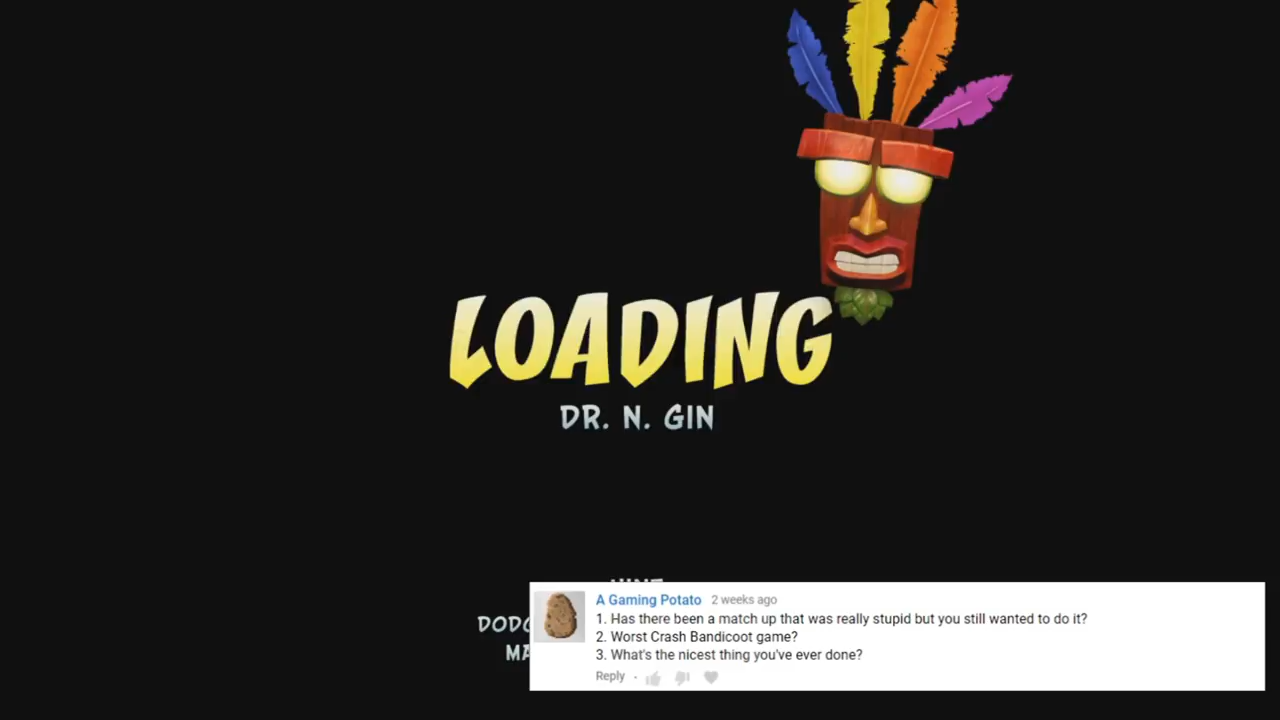 LOADING
DR. N. GIN
A Gaming Potato 2 weeks ago
1. Has there been a match up that was really stupid but you still wanted to do it?
2. Worst Crash Bandicoot game?
3. What's the nicest thing you've ever done?
Reply